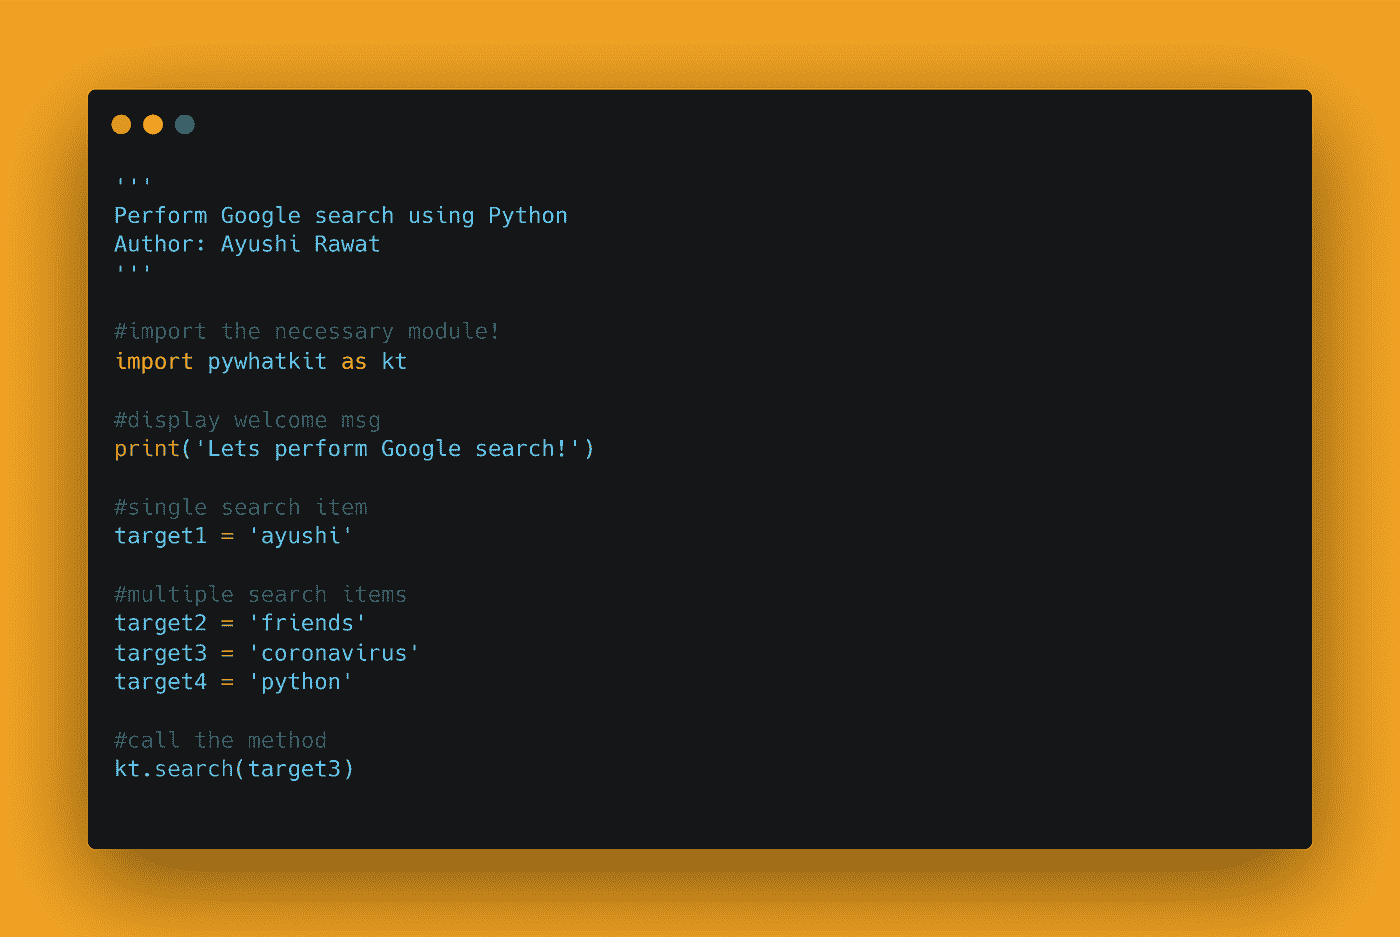 '''
Perform Google search using Python
Author: Ayushi Rawat
'''
#import the necessary module!
import pywhatkit as kt
#display welcome msg
print('Lets perform Google search!')
#single search item
target1 = 'ayushi'
#multiple search items
target2 = 'friends'
target3 = 'coronavirus'
target4 = 'python'
#call the method
kt.search(target3)